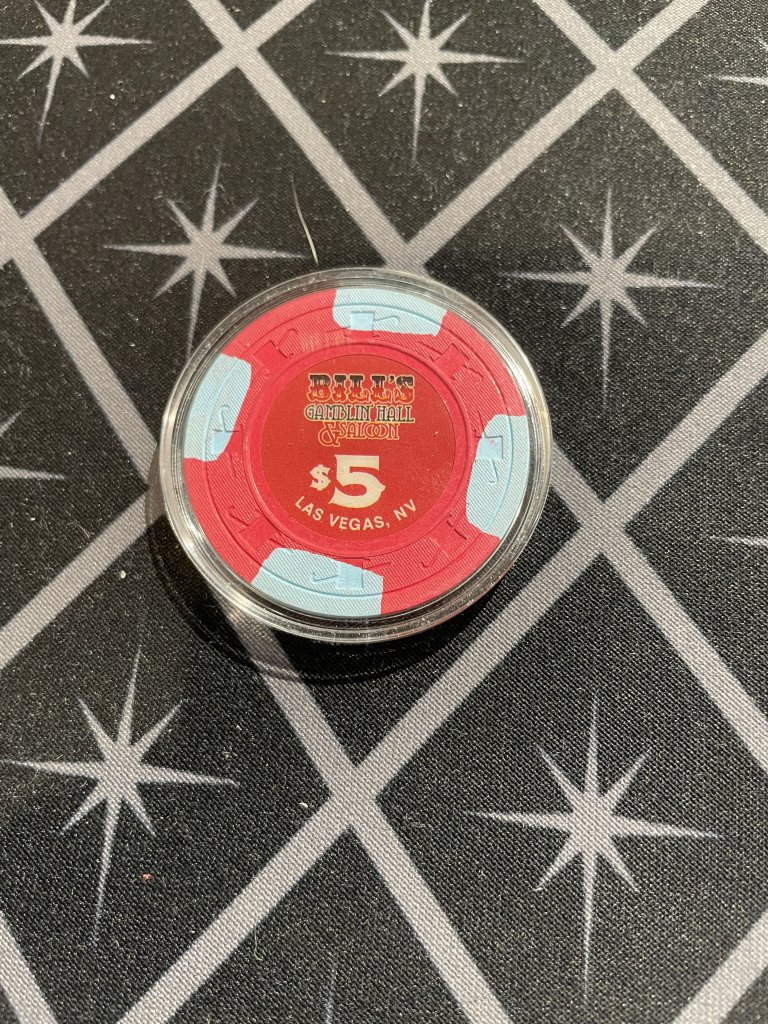 BILL'S
GAMBLIN' HALL
& SALOON
$5
LAS VEGAS, NV